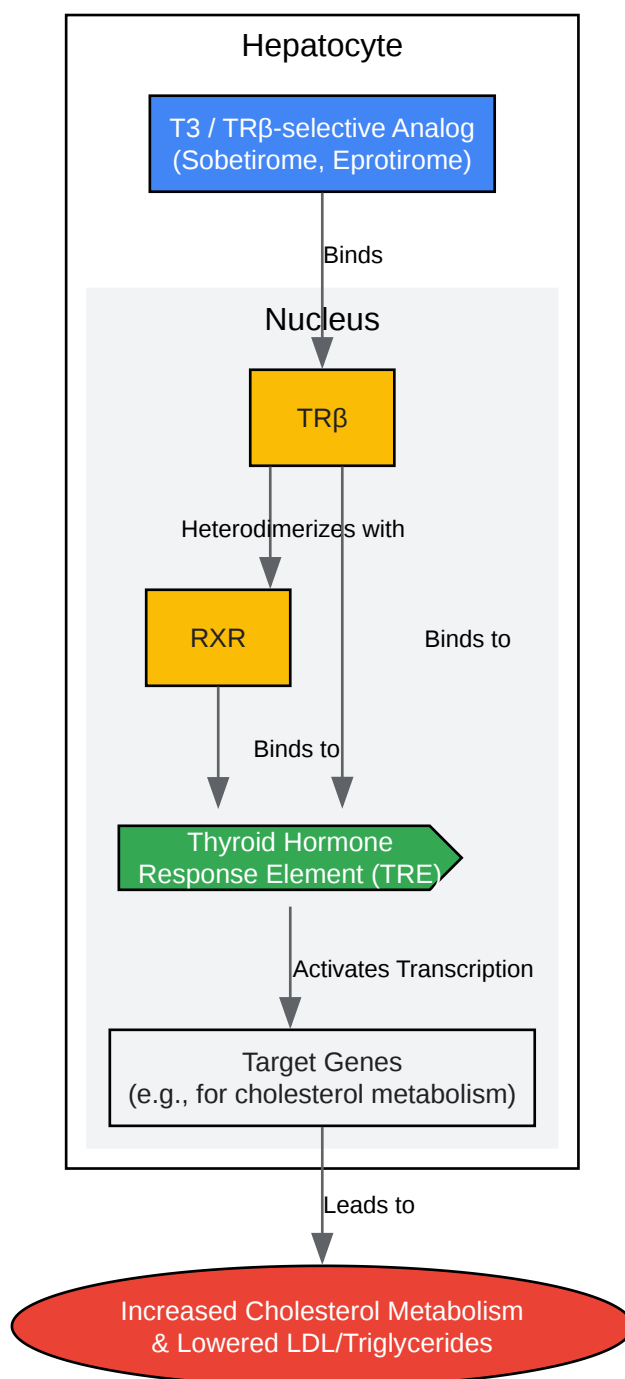 Hepatocyte
T3 / TRβ-selective Analog
(Sobetirome, Eprotirome)
Binds
Nucleus
TRβ
Heterodimerizes with
RXR
Binds to
Binds to
Thyroid Hormone
Response Element (TRE)
Activates Transcription
Target Genes
(e.g., for cholesterol metabolism)
Leads to
Increased Cholesterol Metabolism
& Lowered LDL/Triglycerides